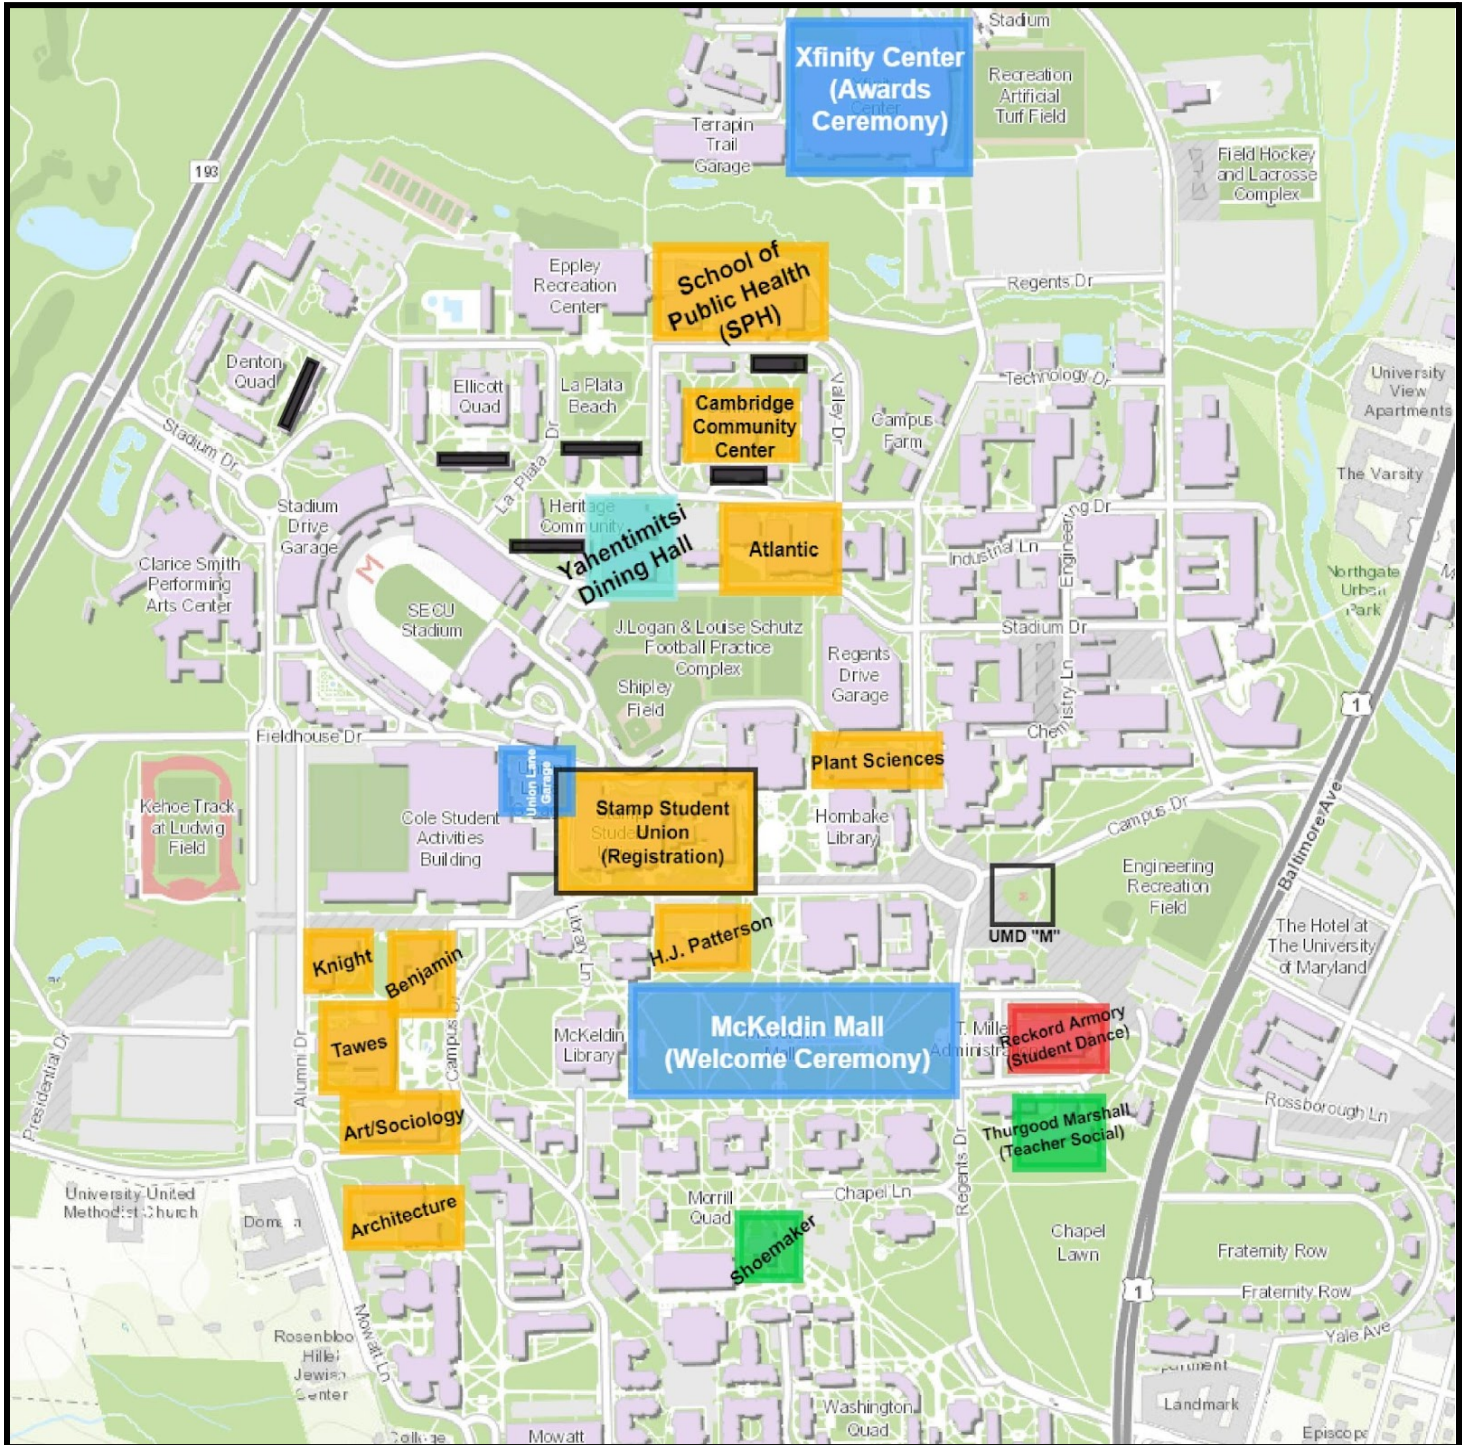 Stadium
Xfinity Center
(Awards
Ceremony)
Recreation
Artificial
Turf Field
Terrapin
Trail
Garage
193
Field Hockey
and Lacrosse
Complex
School of
Public Health
(SPH)
Eppley
Recreation
Center
Regents Dr
Denton
Quad
Ellicott
Quad
La Plata
Beach
Cambridge
Community
Center
Valley Dr
Campus
Farm
Technology Dr
University
View
Apartments
The Varsity
Stadium Dr
La Plata Dr
Stadium
Drive
Garage
Heritage
Community
Yahentimitsi
Dining Hall
Atlantic
Industrial Ln
Engineering Dr
Engineering
Clarice Smith
Performing
Arts Center
SECU
Stadium
Northgate
Urban
Park
J.Logan & Louise Schutz
Football Practice
Complex
Stadium Dr
Regents
Drive
Garage
Shipley
Field
Chemistry Ln
Chem
1
Fieldhouse Dr
Union Lane
Garage
Plant Sciences
Kehoe Track
at Ludwig
Field
Cole Student
Activities
Building
Stamp Student
Union
(Registration)
Hornbake
Library
Campus Dr
Baltimore Ave
Engineering
Recreation
Field
UMD "M"
The Hotel at
The University
of Maryland
Library Ln
H.J. Patterson
Knight
Benjamin
McKeldin Mall
(Welcome Ceremony)
Mall
McKeldin
Library
T. Mille
Administra
Reckord Armory
(Student Dance)
Tawes
Campus Dr
Alumni Dr
Presidential Dr
Art/Sociology
Thurgood Marshall
(Teacher Social)
Rossborough Ln
Regents Dr
Chapel Ln
University United
Methodist Church
Architecture
Morrill
Quad
Shoemaker
Chapel
Lawn
Fraternity Row
Fraternity Row
1
Yale Ave
Mowatt Ln
Hillel
Center
Washington
Quad
Landmark
Mowatt